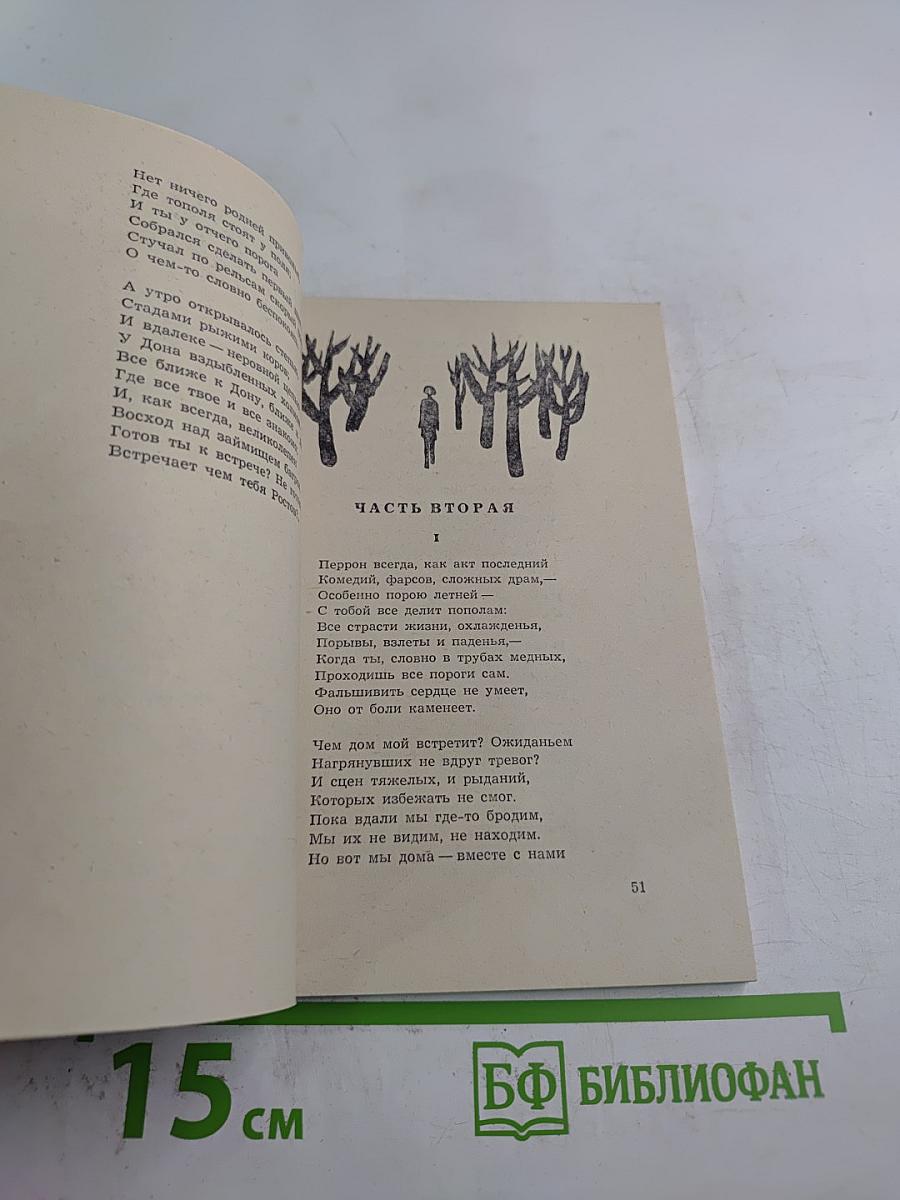 Нет ничего родней
Где тополя стоят у поля,
И ты у отчего порога
Собрался сделать первый
Стучал по рельсам скорый
О чем-то словно
А утро открывалось
Стадами рыжими коров,
И вдалеке — неровной
У Дона вздыбленных
Все ближе к Дону, ближе
Где все твое и все знакомо,
И, как всегда, великолепен
Восход над займищем
Готов ты к встрече? Не
Встречает чем тебя Ростов?
ЧАСТЬ ВТОРАЯ
I
Перрон всегда, как акт последний
Комедий, фарсов, сложных драм,—
Особенно порою летней —
С тобой все делит пополам:
Все страсти жизни, охлажденья,
Порывы, взлеты и паденья,—
Когда ты, словно в трубах медных,
Проходишь все пороги сам.
Фальшивить сердце не умеет,
Оно от боли каменеет.
Чем дом мой встретит? Ожиданьем
Нагрянувших не вдруг тревог?
И сцен тяжелых, и рыданий,
Которых избежать не смог.
Пока вдали мы где-то бродим,
Мы их не видим, не находим.
Но вот мы дома — вместе с нами
51
15 см
БФ БИБЛИОФАН